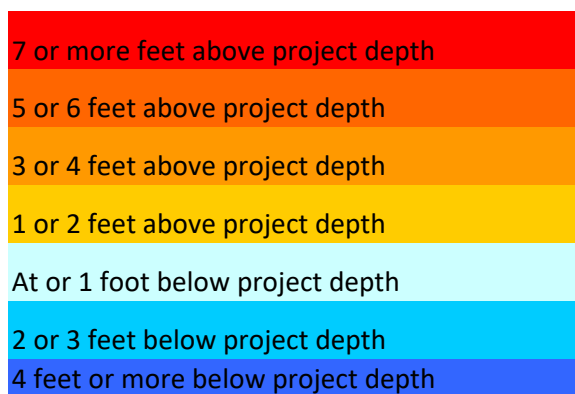 7 or more feet above project depth
5 or 6 feet above project depth
3 or 4 feet above project depth
1 or 2 feet above project depth
At or 1 foot below project depth
2 or 3 feet below project depth
4 feet or more below project depth